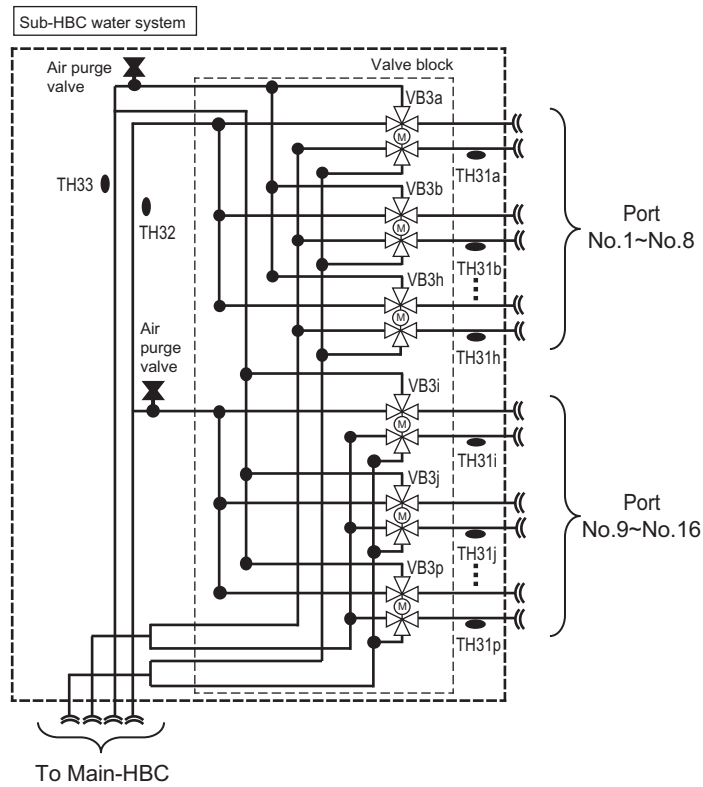 Sub-HBC water system
Air purge
valve
Valve block
VB3a
M
TH31a
TH33
TH32
VB3b
M
TH31b
VB3h
M
TH31h
Port
No.1~No.8
Air
purge
valve
VB3i
M
TH31i
VB3j
M
TH31j
VB3p
M
TH31p
Port
No.9~No.16
To Main-HBC